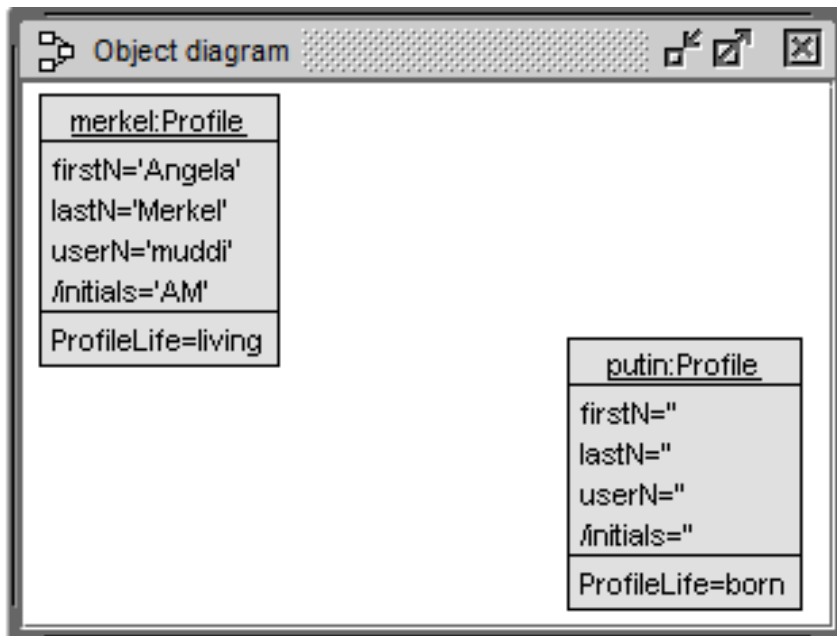 Object diagram
merkel:Profile
firstN='Angela'
lastN='Merkel'
userN='muddi'
/initials='AM'
ProfileLife=living
putin:Profile
firstN=''
lastN=''
userN=''
/initials=''
ProfileLife=born